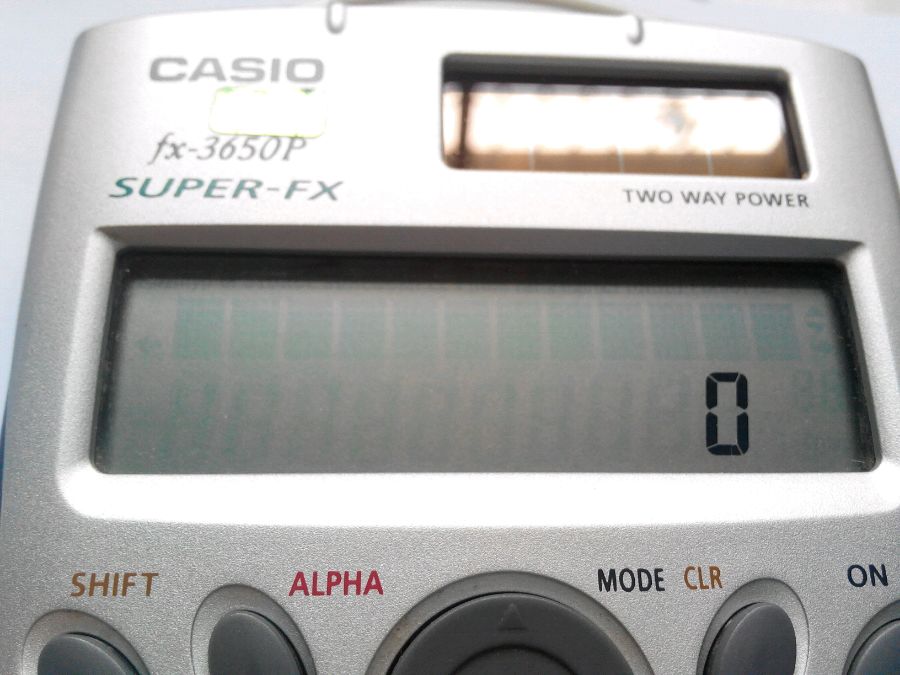 CASIO
fx-3650P
SUPER-FX
TWO WAY POWER
0
SHIFT ALPHA MODE CLR ON